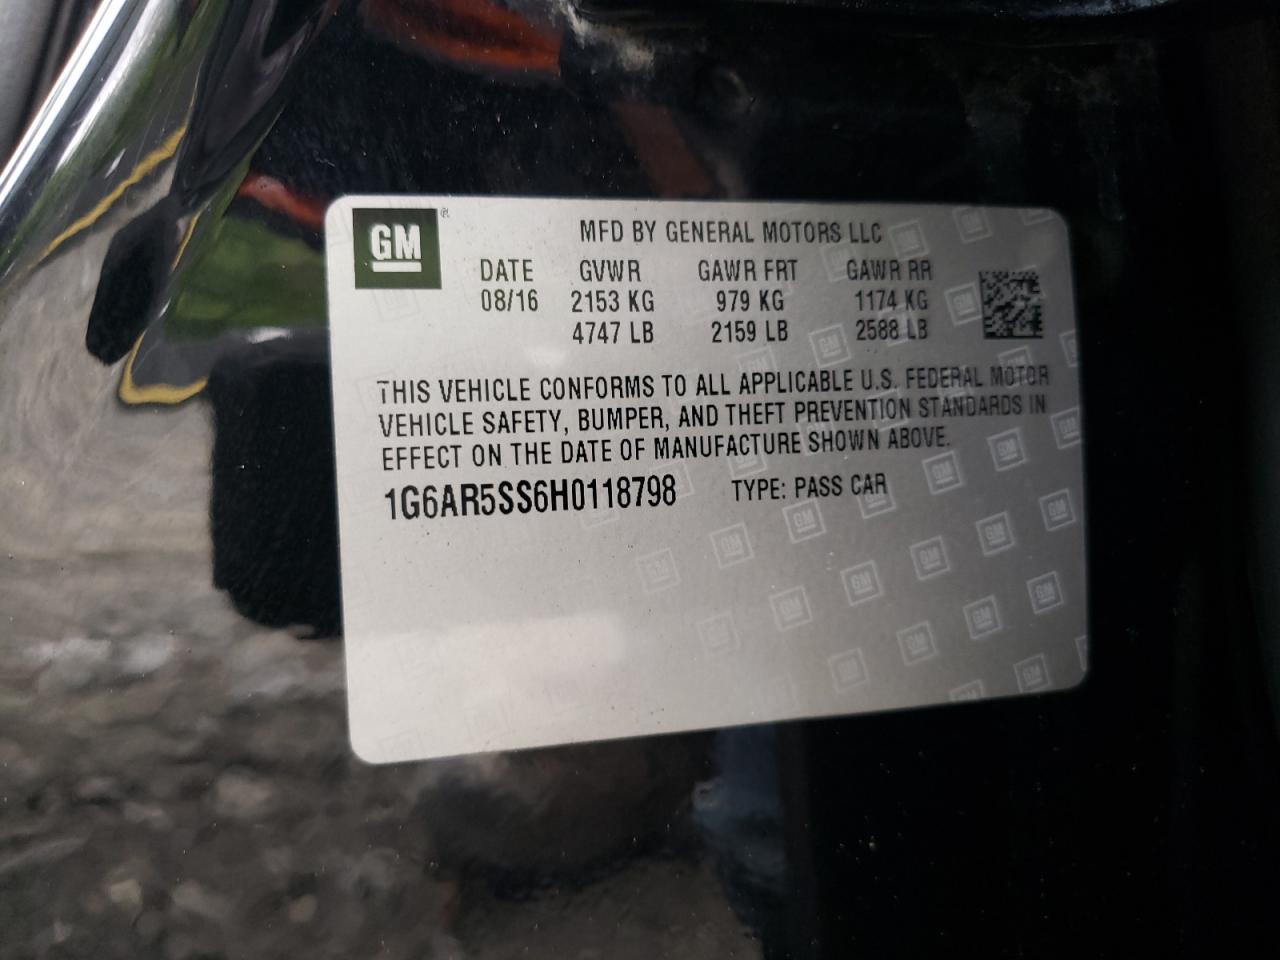 GM
MFD BY GENERAL MOTORS LLC
DATE GVWR GAWR FRT GAWR RR
08/16 2153 KG 979 KG 1174 KG
4747 LB 2159 LB 2588 LB
THIS VEHICLE CONFORMS TO ALL APPLICABLE U.S. FEDERAL MOTOR
VEHICLE SAFETY, BUMPER, AND THEFT PREVENTION STANDARDS IN
EFFECT ON THE DATE OF MANUFACTURE SHOWN ABOVE.
1G6AR5SS6H0118798 TYPE: PASS CAR